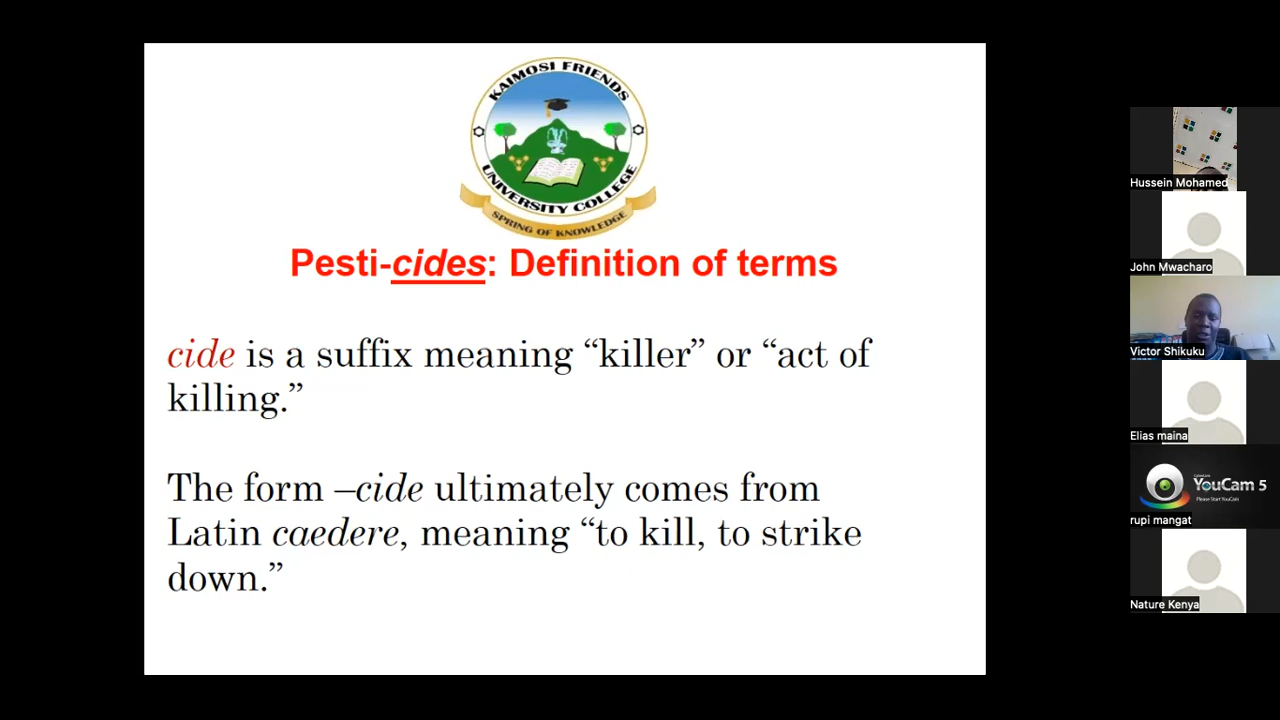 KAIMOSI FRIENDS
UNIVERSITY COLLEGE
SPRING OF KNOWLEDGE
Pesti-cides: Definition of terms
cide is a suffix meaning “killer” or “act of
killing.”
The form –cide ultimately comes from
Latin caedere, meaning “to kill, to strike
down.”
Hussein Mohamed
John Mwacharo
Victor Shikuku
Elias maina
CyberLink
YouCam 5
Please Start YouCam
rupi mangat
Nature Kenya